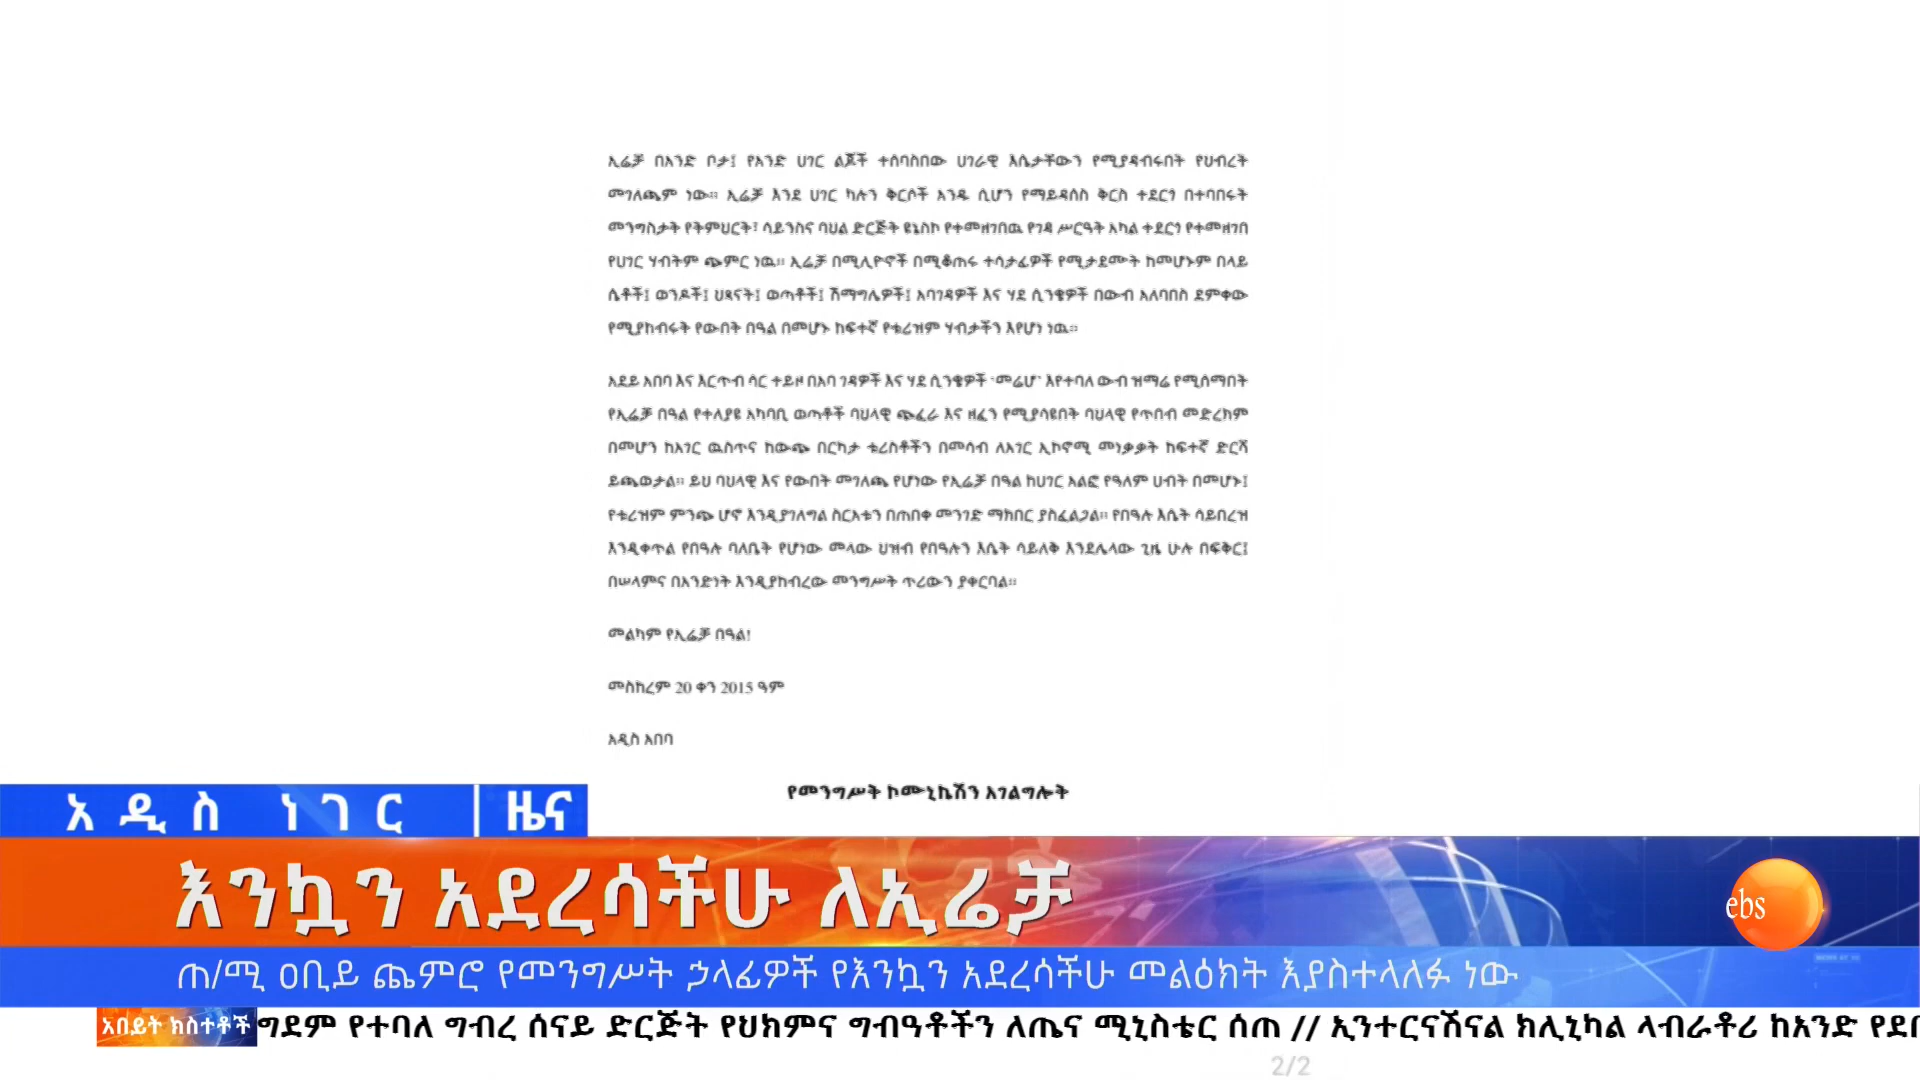 ኢሬቻ በአንድ ቦታ፤ የአንድ ሀገር ልጆች ተሰባስበው ሀገራዊ እሴታቸውን የሚያዳብሩበት የህብረት
መገለጫም ነው። ኢሬቻ እንደ ሀገር ካሉን ቅርሶች አንዱ ሲሆን የማይዳሰስ ቅርስ ተደርጎ በተባበሩት
መንግስታት የትምህርት፣ ሳይንስና ባህል ድርጅት ዩኔስኮ የተመዘገበዉ የገዳ ሥርዓት አካል ተደርጎ የተመዘገበ
የሀገር ሃብትም ጭምር ነዉ። ኢሬቻ በሚሊዮኖች በሚቆጠሩ ተሳታፊዎች የሚታደሙት ከመሆኑም በላይ
ሴቶች፤ ወንዶች፤ ህጻናት፤ ወጣቶች፤ ሽማግሌዎች፤ አባገዳዎች እና ሃደ ሲንቄዎች በውብ አለባበስ ደምቀው
የሚያከብሩት የውበት በዓል በመሆኑ ከፍተኛ የቱሪዝም ሃብታችን እየሆነ ነዉ።
አደይ አበባ እና እርጥብ ሳር ተይዞ በአባ ገዳዎች እና ሃደ ሲንቄዎች ‘መሬሆ’ እየተባለ ውብ ዝማሬ የሚሰማበት
የኢሬቻ በዓል የተለያዩ አካባቢ ወጣቶች ባህላዊ ጭፈራ እና ዘፈን የሚያሳዩበት ባህላዊ የጥበብ መድረክም
በመሆን ከአገር ዉስጥና ከውጭ በርካታ ቱሪስቶችን በመሳብ ለአገር ኢኮኖሚ መነቃቃት ከፍተኛ ድርሻ
ይጫወታል። ይህ ባህላዊ እና የውበት መገለጫ የሆነው የኢሬቻ በዓል ከሀገር አልፎ የዓለም ሀብት በመሆኑ፤
የቱሪዝም ምንጭ ሆኖ እንዲያገለግል ስርአቱን በጠበቀ መንገድ ማክበር ያስፈልጋል። የበዓሉ እሴት ሳይበረዝ
እንዲቀጥል የበዓሉ ባለቤት የሆነው መላው ህዝብ የበዓሉን እሴት ሳይለቅ እንደሌላው ጊዜ ሁሉ በፍቅር፤
በሠላምና በአንድነት እንዲያከብረው መንግሥት ጥሪውን ያቀርባል።
መልካም የኢሬቻ በዓል!
መስከረም 20 ቀን 2015 ዓም
አዲስ አበባ
የመንግሥት ኮሙኒኬሽን አገልግሎት
አዲስ ነገር ዜና
እንኳን አደረሳችሁ ለኢሬቻ
ebs
ጠ/ሚ ዐቢይ ጨምሮ የመንግሥት ኃላፊዎች የእንኳን አደረሳችሁ መልዕክት እያስተላለፉ ነው
አበይት ክስተቶች ግደም የተባለ ግብረ ሰናይ ድርጅት የህክምና ግብዓቶችን ለጤና ሚኒስቴር ሰጠ // ኢንተርናሽናል ክሊኒካል ላብራቶሪ ከአንድ
2/2